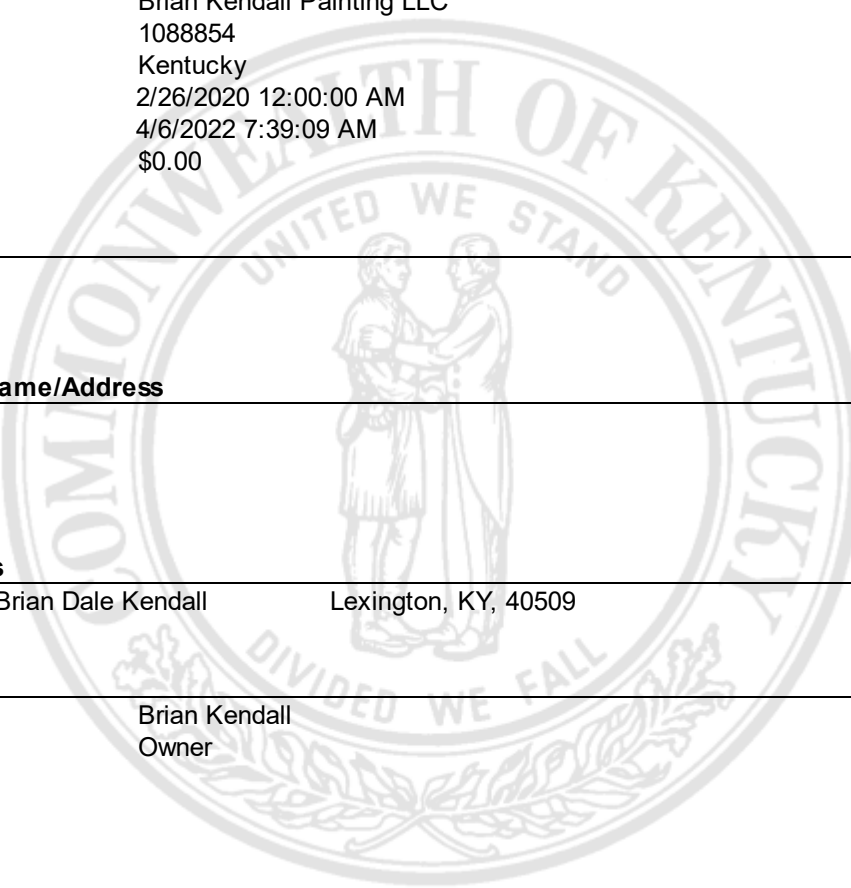 Brian Kendall Painting LLC
1088854
Kentucky
2/26/2020 12:00:00 AM
4/6/2022 7:39:09 AM
$0.00
COMMONWEALTH OF KENTUCKY
UNITED WE STAND
ame/Address
s
Brian Dale Kendall Lexington, KY, 40509
DIVIDED WE FALL
Brian Kendall
Owner